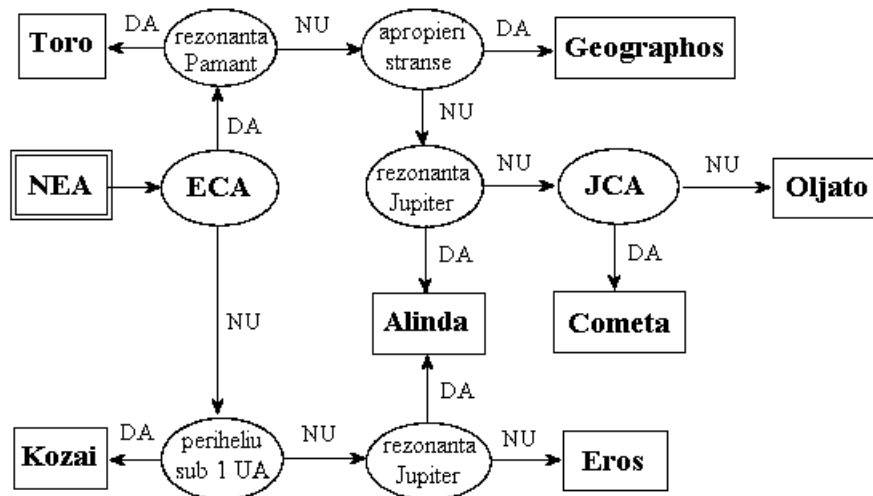 Toro
DA
rezonanta
Pamant
NU
apropieri
stranse
DA
Geographos
DA
NU
NEA
ECA
rezonanta
Jupiter
NU
JCA
NU
Oljato
NU
DA
DA
Alinda
Cometa
DA
Kozai
DA
periheliu
sub 1 UA
NU
rezonanta
Jupiter
NU
Eros